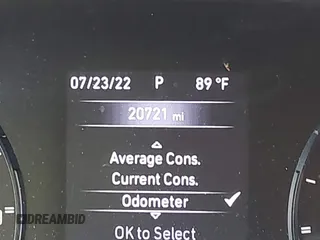 07/23/22 P 89 °F
20721 mi
Average Cons.
Current Cons.
Odometer
OK to Select
DREAMBID